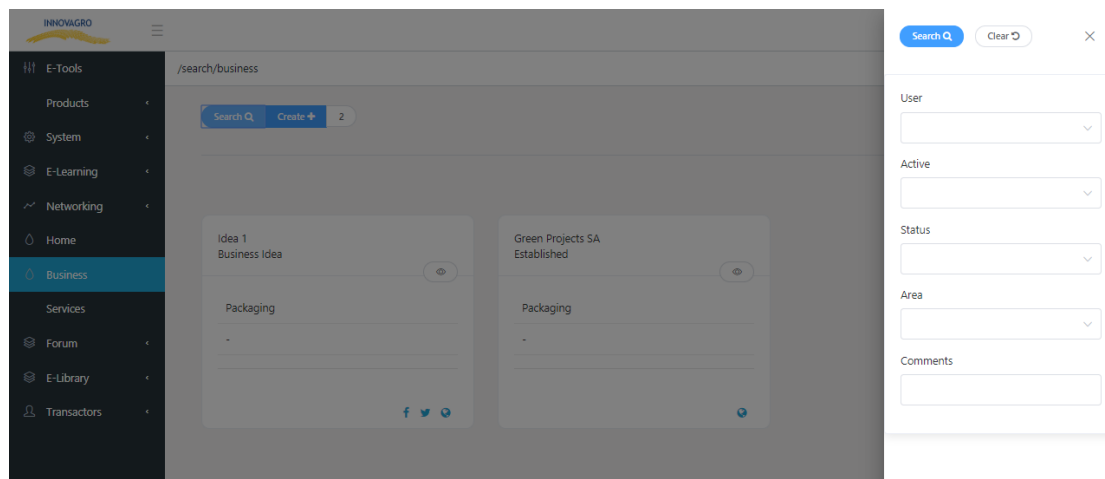 INNOVAGRO
E-Tools
Products
System
E-Learning
Networking
Home
Business
Services
Forum
E-Library
Transactors
/search/business
Search
Create
2
Idea 1
Business Idea
Packaging
-
Green Projects SA
Established
Packaging
-
Search
Clear
User
Active
Status
Area
Comments